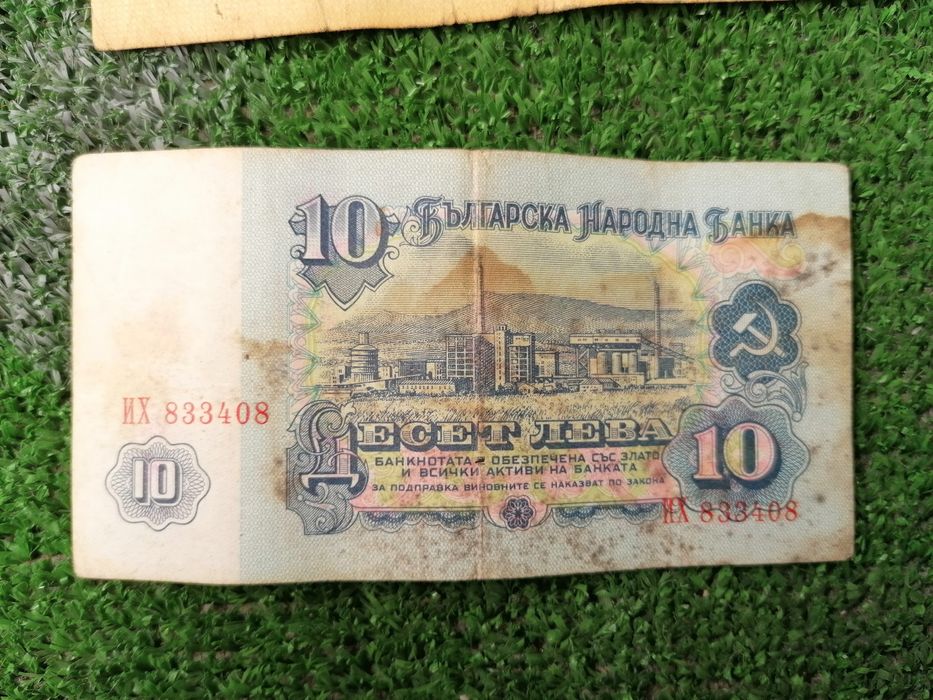 10 Българска Народна Банка
ИХ 833408
ДЕСЕТ ЛЕВА
10
БАНКНОТАТА Е ОБЕЗПЕЧЕНА СЪС ЗЛАТО
И ВСИЧКИ АКТИВИ НА БАНКАТА
ЗА ПОДПРАВКА ВИНОВНИТЕ СЕ НАКАЗВАТ ПО ЗАКОНА
10
ИХ 833408